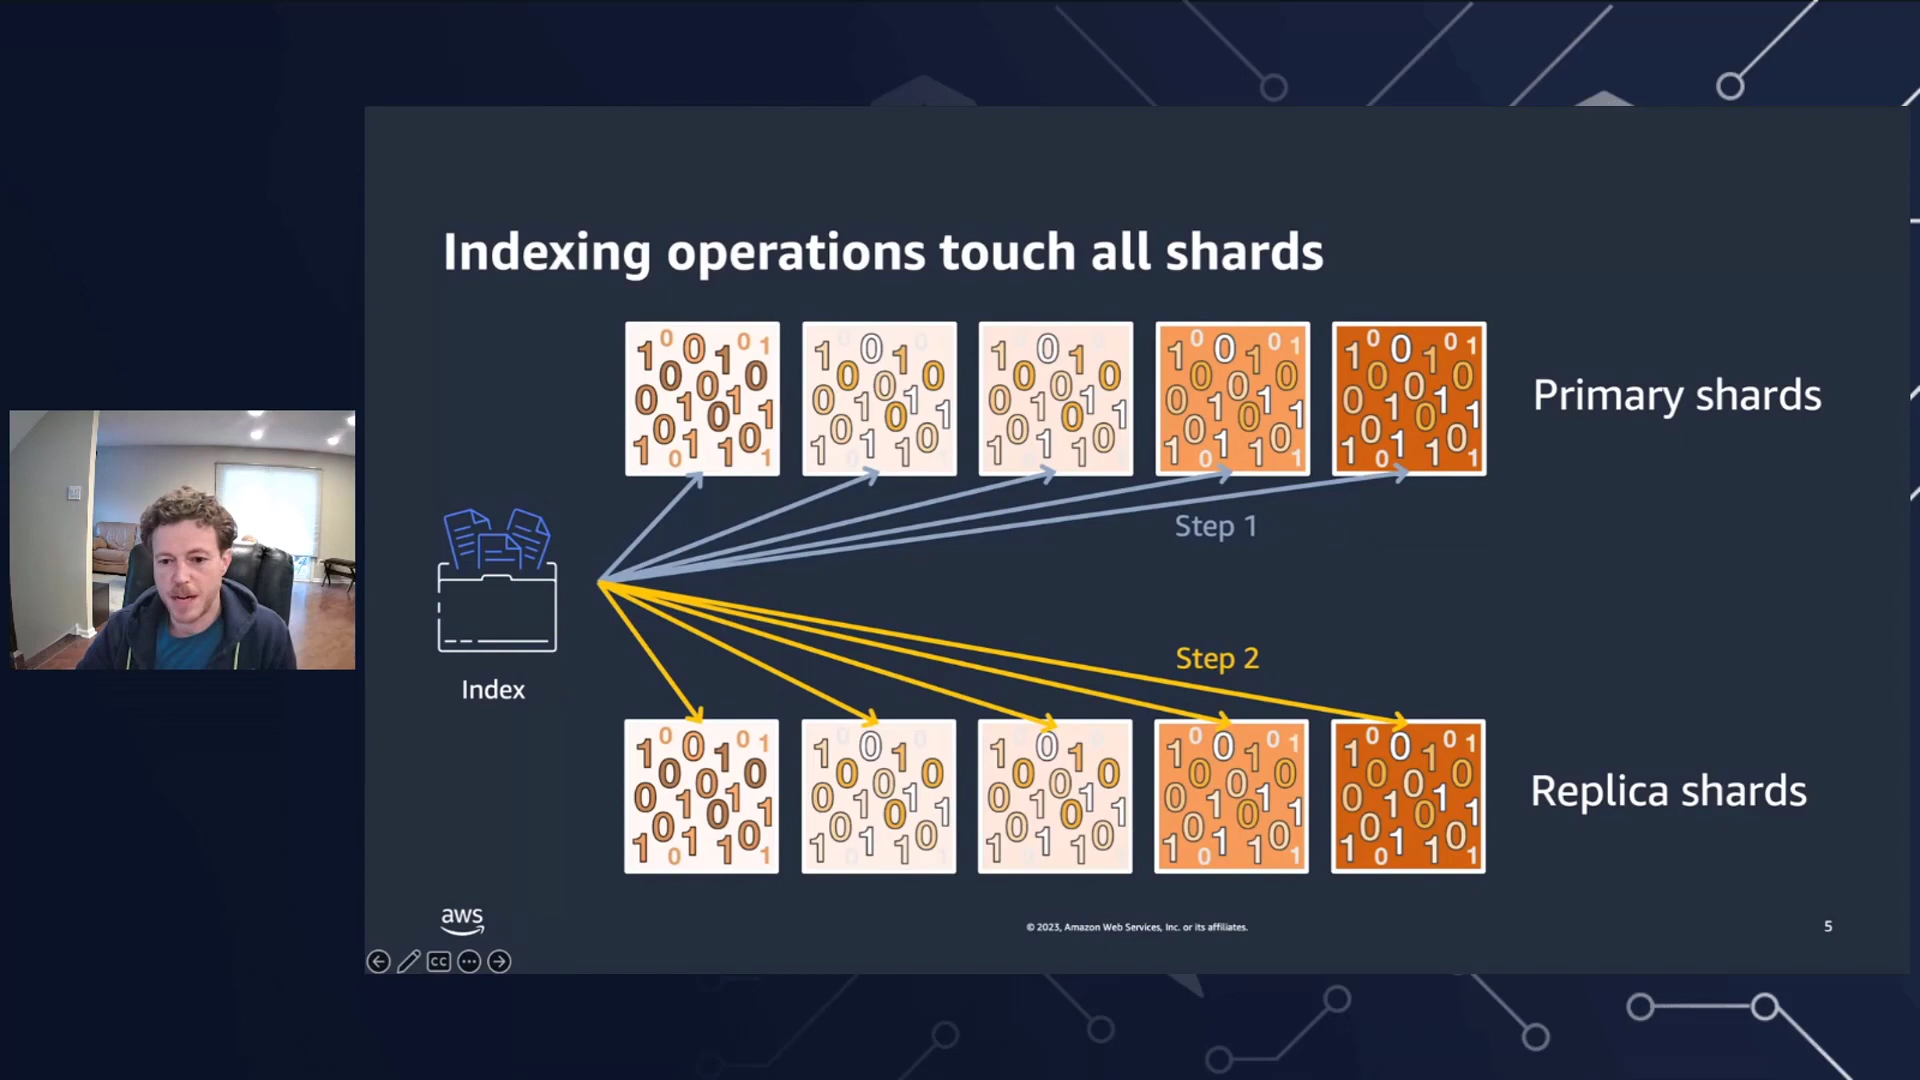 Indexing operations touch all shards
Primary shards
Step 1
Step 2
Index
Replica shards
aws
© 2023, Amazon Web Services, Inc. or its affiliates.
5
CC